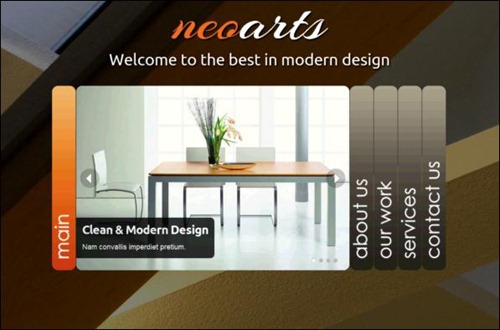 neoarts
Welcome to the best in modern design
main
Clean & Modern Design
Nam convallis imperdiet pretium.
about us
our work
services
contact us